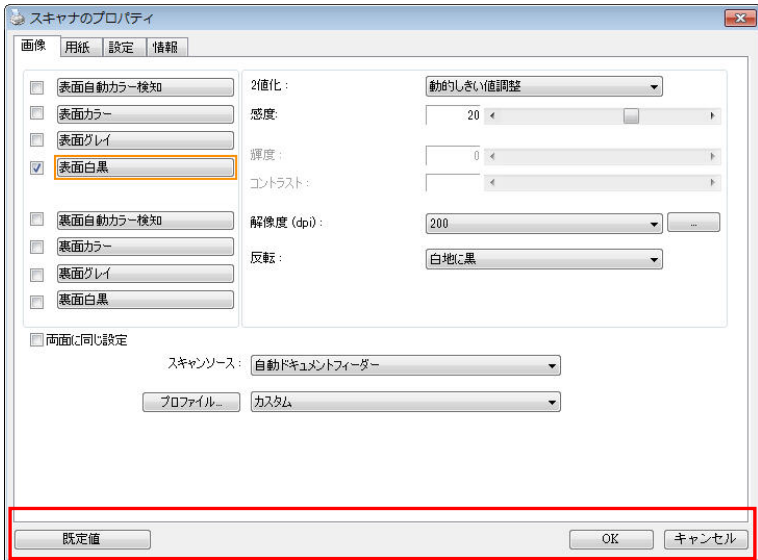 スキャナのプロパティ
画像 用紙 設定 情報
表面自動カラー検知
表面カラー
表面グレイ
表面白黒
裏面自動カラー検知
裏面カラー
裏面グレイ
裏面白黒
2値化:
動的しきい値調整
感度:
20
輝度:
0
コントラスト:
解像度 (dpi):
200
...
反転:
白地に黒
両面に同じ設定
スキャンソース:
自動ドキュメントフィーダー
プロファイル...
カスタム
既定値
OK
キャンセル